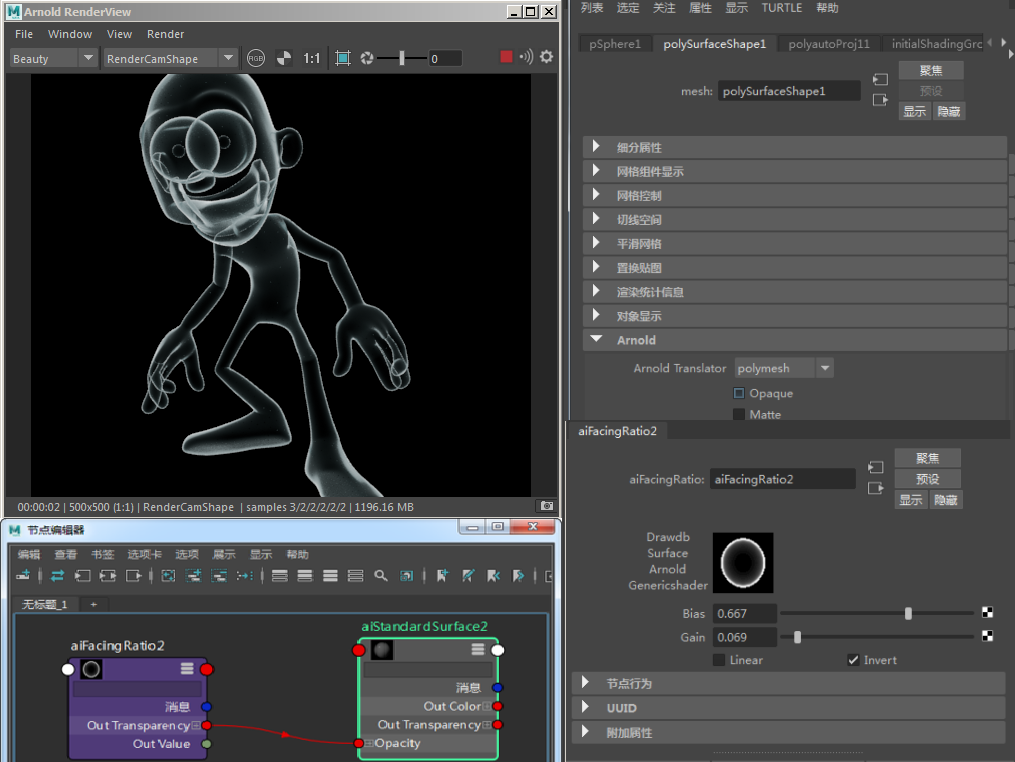 Arnold RenderView
File Window View Render
Beauty RenderCamShape RGB 1:1 0
00:00:02 | 500x500 (1:1) | RenderCamShape | samples 3/2/2/2/2/2 | 1196.16 MB
节点编辑器
编辑 查看 书签 选项卡 选项 展示 显示 帮助
无标题_1 +
aiFacingRatio2
消息
Out Transparency
Out Value
aiStandardSurface2
消息
Out Color
Out Transparency
Opacity
列表 选定 关注 属性 显示 TURTLE 帮助
pSphere1 polySurfaceShape1 polyautoProj11 initialShadingGrc
mesh: polySurfaceShape1
聚焦
预设
显示 隐藏
细分属性
网格组件显示
网格控制
切线空间
平滑网格
置换贴图
渲染统计信息
对象显示
Arnold
Arnold Translator polymesh
Opaque
Matte
aiFacingRatio2
aiFacingRatio: aiFacingRatio2
聚焦
预设
显示 隐藏
Drawdb
Surface
Arnold
Genericshader
Bias 0.667
Gain 0.069
Linear Invert
节点行为
UUID
附加属性